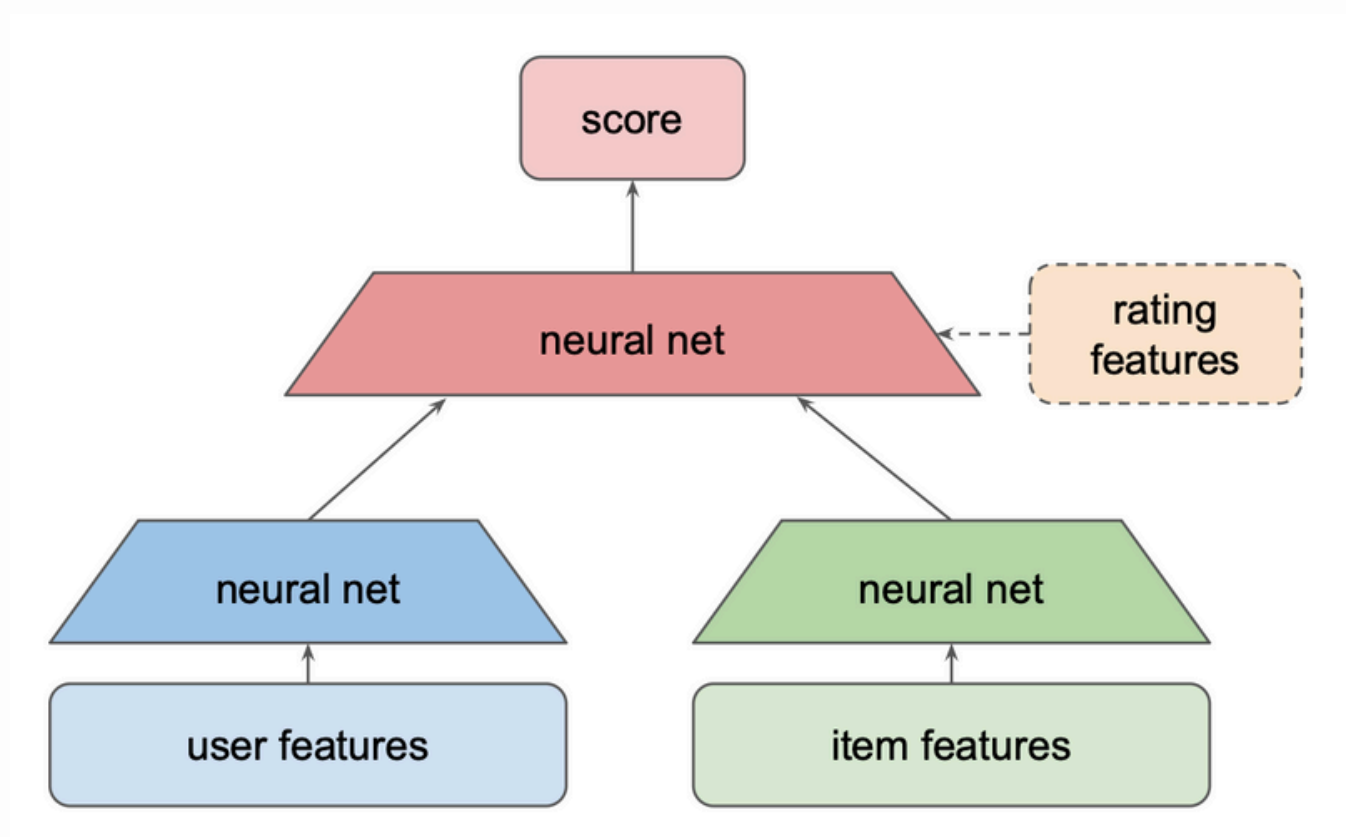 score
neural net
rating
features
neural net
neural net
user features
item features